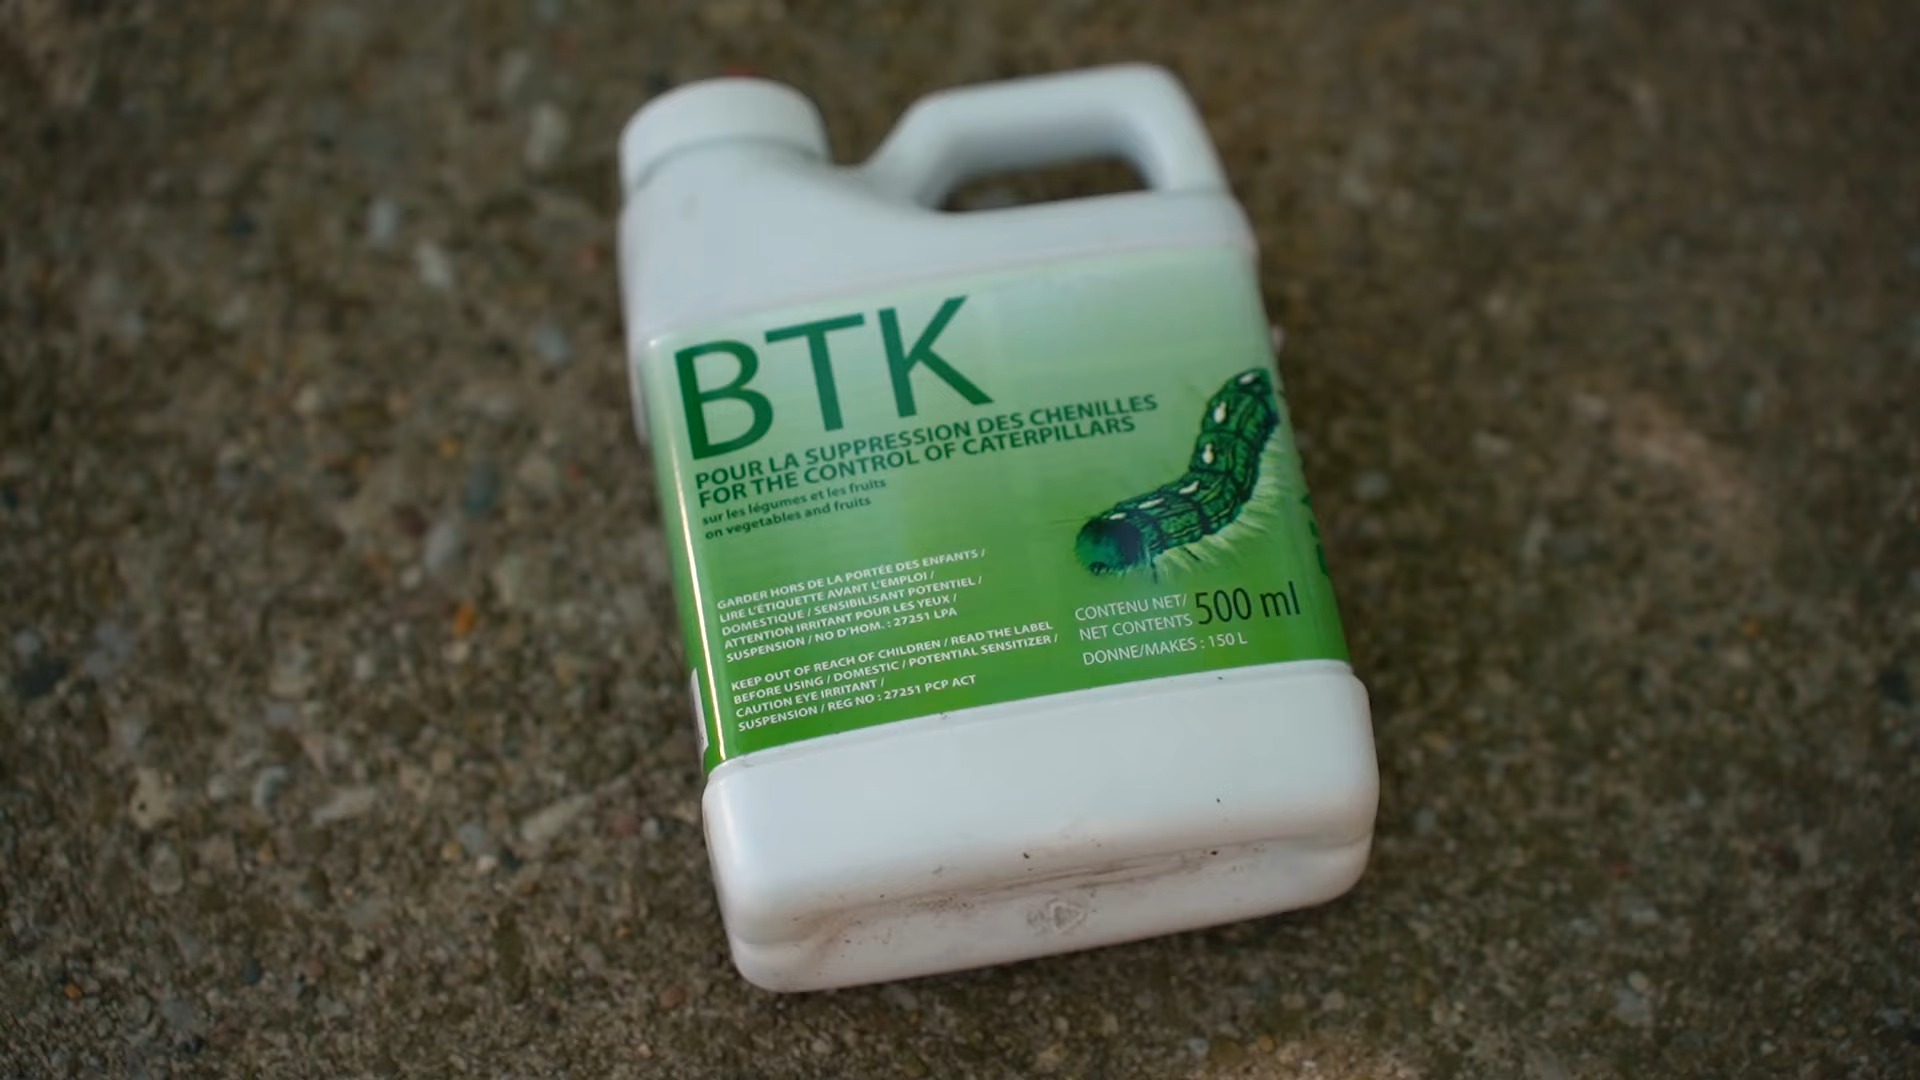 BTK
POUR LA SUPPRESSION DES CHENILLES
FOR THE CONTROL OF CATERPILLARS
sur les légumes et les fruits
on vegetables and fruits
GARDER HORS DE LA PORTÉE DES ENFANTS /
LIRE L'ÉTIQUETTE AVANT L'EMPLOI /
DOMESTIQUE / SENSIBILISANT POTENTIEL /
ATTENTION IRRITANT POUR LES YEUX /
SUSPENSION / NO D'HOM. : 27251 LPA
KEEP OUT OF REACH OF CHILDREN / READ THE LABEL
BEFORE USING / DOMESTIC / POTENTIAL SENSITIZER /
CAUTION EYE IRRITANT /
SUSPENSION / REG NO : 27251 PCP ACT
CONTENU NET/
NET CONTENTS 500 ml
DONNE/MAKES : 150 L